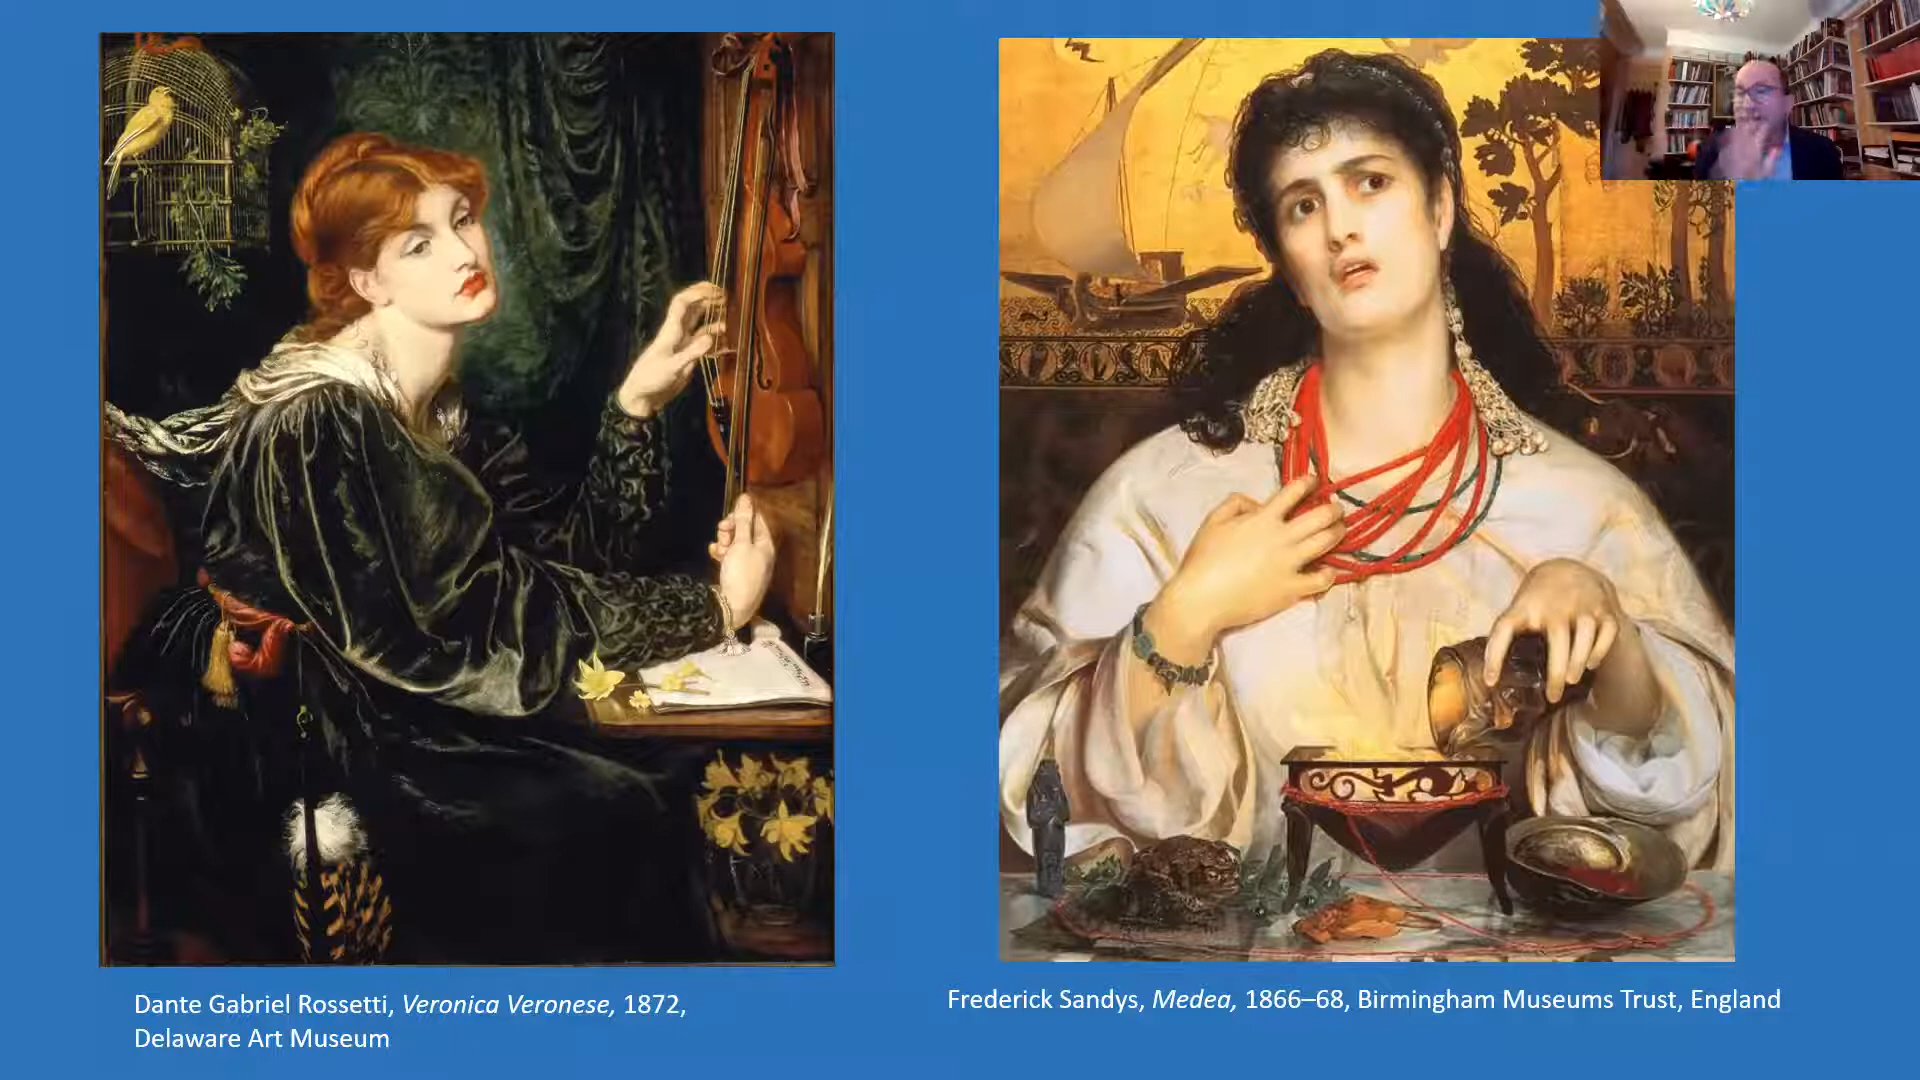 Dante Gabriel Rossetti, Veronica Veronese, 1872,
Delaware Art Museum
Frederick Sandys, Medea, 1866–68, Birmingham Museums Trust, England